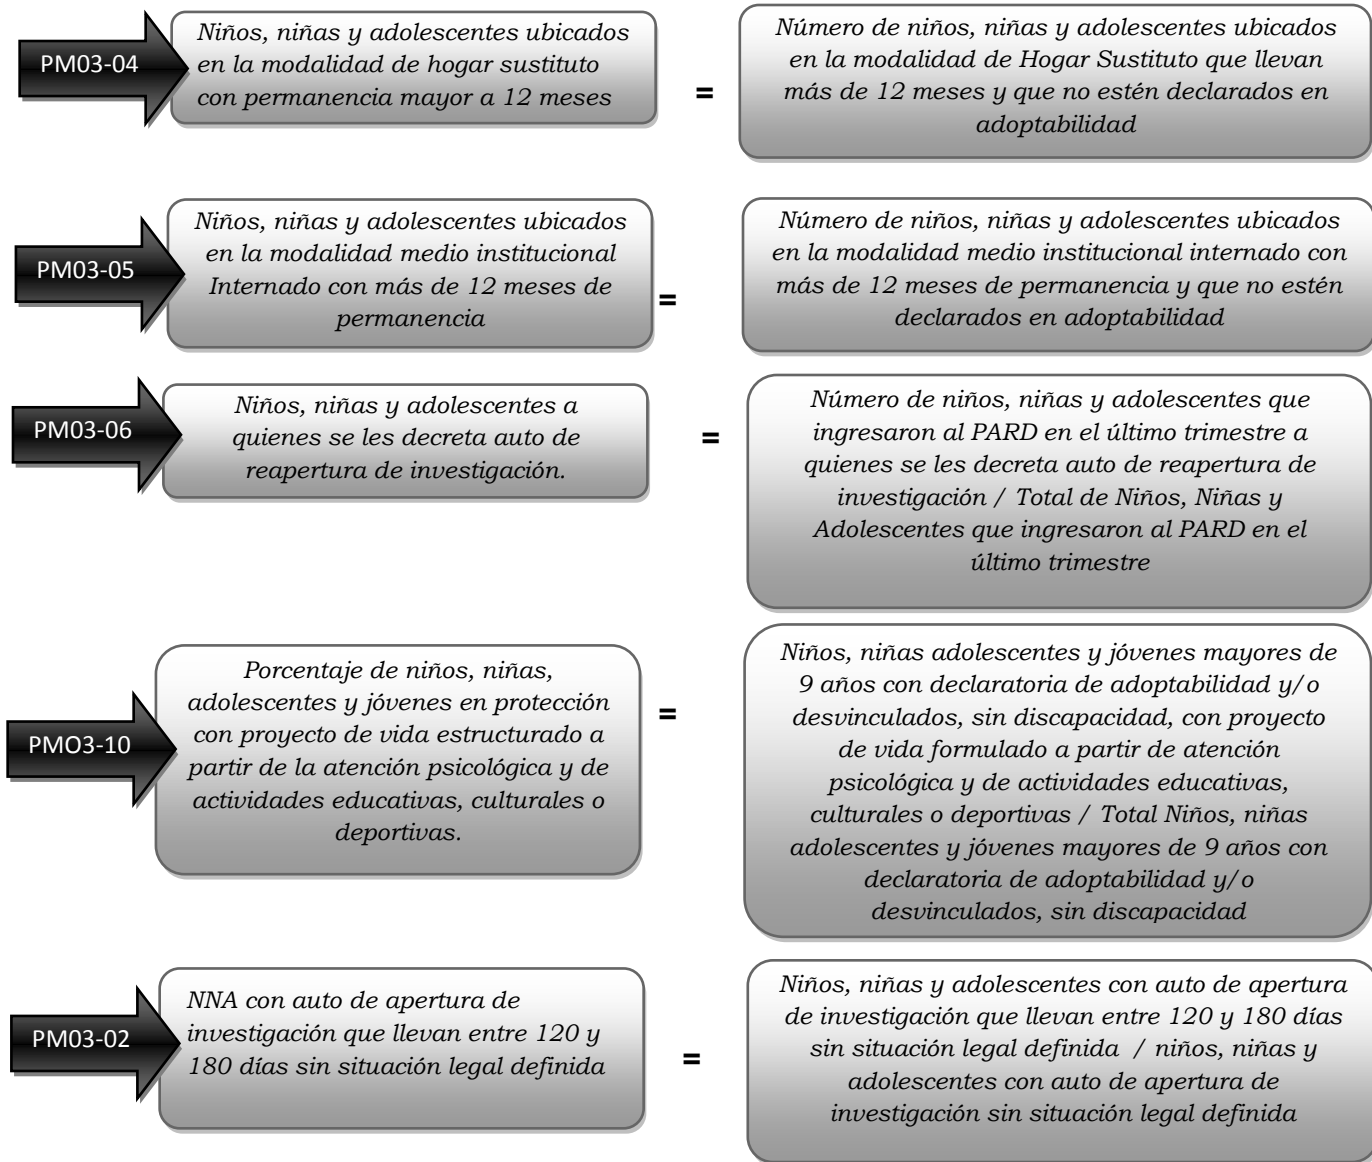 PM03-04
Niños, niñas y adolescentes ubicados
en la modalidad de hogar sustituto
con permanencia mayor a 12 meses
=
Número de niños, niñas y adolescentes ubicados
en la modalidad de Hogar Sustituto que llevan
más de 12 meses y que no estén declarados en
adoptabilidad
PM03-05
Niños, niñas y adolescentes ubicados
en la modalidad medio institucional
Internado con más de 12 meses de
permanencia
=
Número de niños, niñas y adolescentes ubicados
en la modalidad medio institucional internado con
más de 12 meses de permanencia y que no estén
declarados en adoptabilidad
PM03-06
Niños, niñas y adolescentes a
quienes se les decreta auto de
reapertura de investigación.
=
Número de niños, niñas y adolescentes que
ingresaron al PARD en el último trimestre a
quienes se les decreta auto de reapertura de
investigación / Total de Niños, Niñas y
Adolescentes que ingresaron al PARD en el
último trimestre
PMO3-10
Porcentaje de niños, niñas,
adolescentes y jóvenes en protección
con proyecto de vida estructurado a
partir de la atención psicológica y de
actividades educativas, culturales o
deportivas.
=
Niños, niñas adolescentes y jóvenes mayores de
9 años con declaratoria de adoptabilidad y/o
desvinculados, sin discapacidad, con proyecto
de vida formulado a partir de atención
psicológica y de actividades educativas,
culturales o deportivas / Total Niños, niñas
adolescentes y jóvenes mayores de 9 años con
declaratoria de adoptabilidad y/o
desvinculados, sin discapacidad
PM03-02
NNA con auto de apertura de
investigación que llevan entre 120 y
180 días sin situación legal definida
=
Niños, niñas y adolescentes con auto de apertura
de investigación que llevan entre 120 y 180 días
sin situación legal definida / niños, niñas y
adolescentes con auto de apertura de
investigación sin situación legal definida